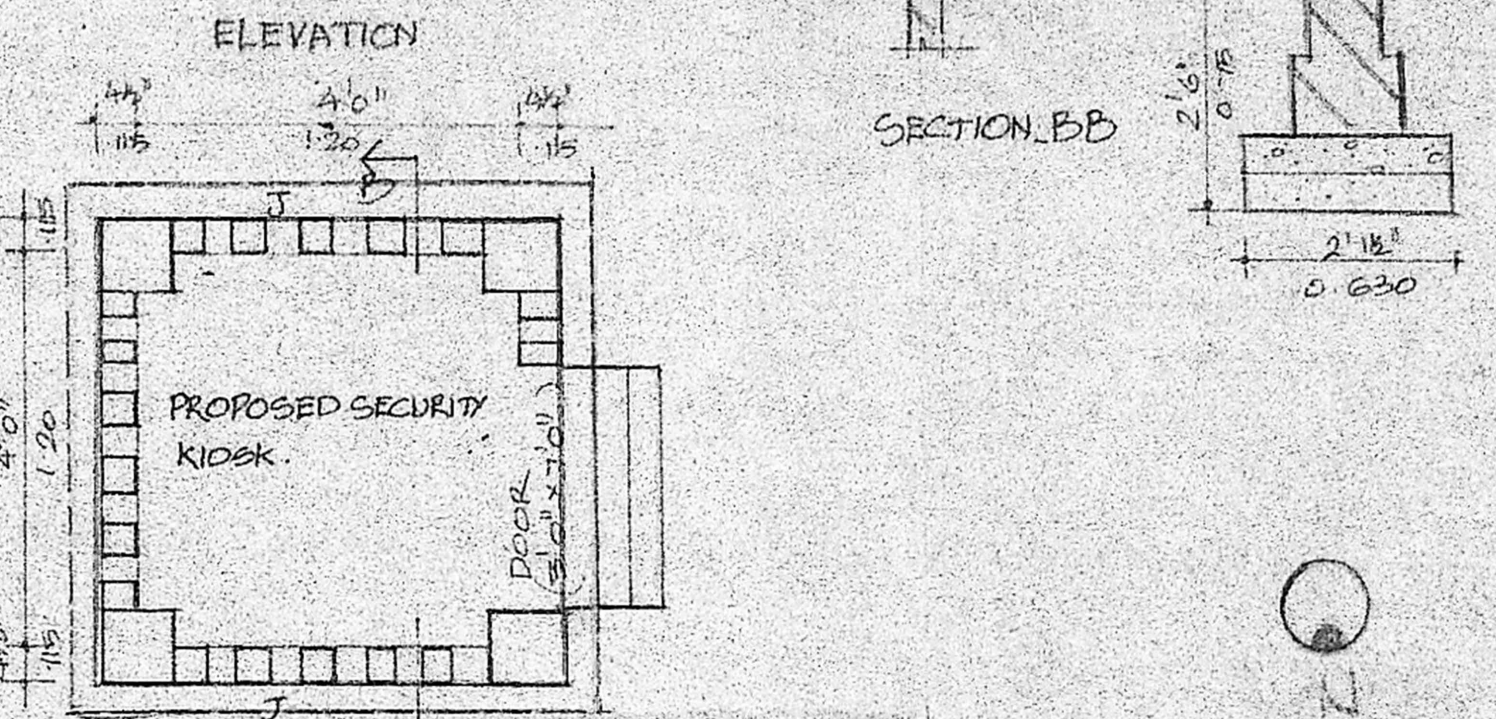 ELEVATION
4½" 4'0" 4½"
.115 1.20 .115
B
J
SECTION_BB
2'6"
0.75
2'1½"
0.630
.115
4'0"
1.20
.115
PROPOSED SECURITY
KIOSK.
DOOR
(3'0" x 7'0")
J
N